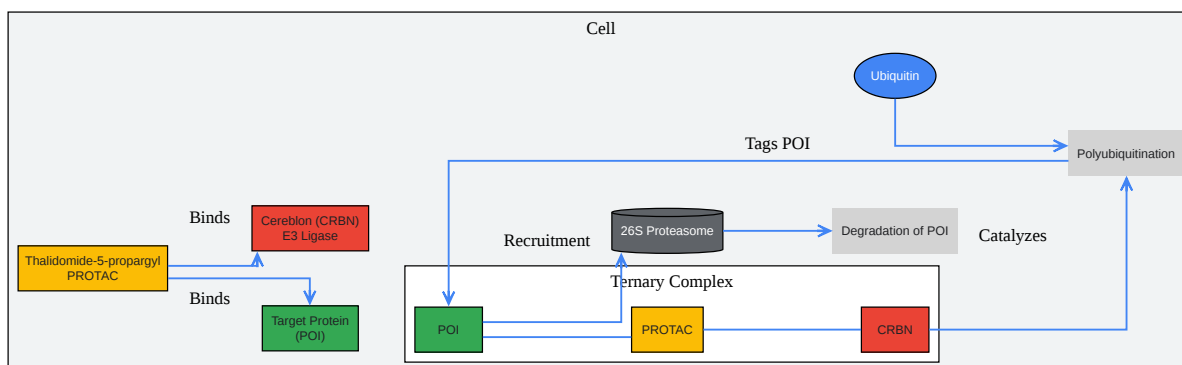 Cell
Ubiquitin
Tags POI
Polyubiquitination
Binds
Cereblon (CRBN)
E3 Ligase
Recruitment
26S Proteasome
Degradation of POI
Catalyzes
Thalidomide-5-propargyl
PROTAC
Binds
Target Protein
(POI)
Ternary Complex
POI
PROTAC
CRBN